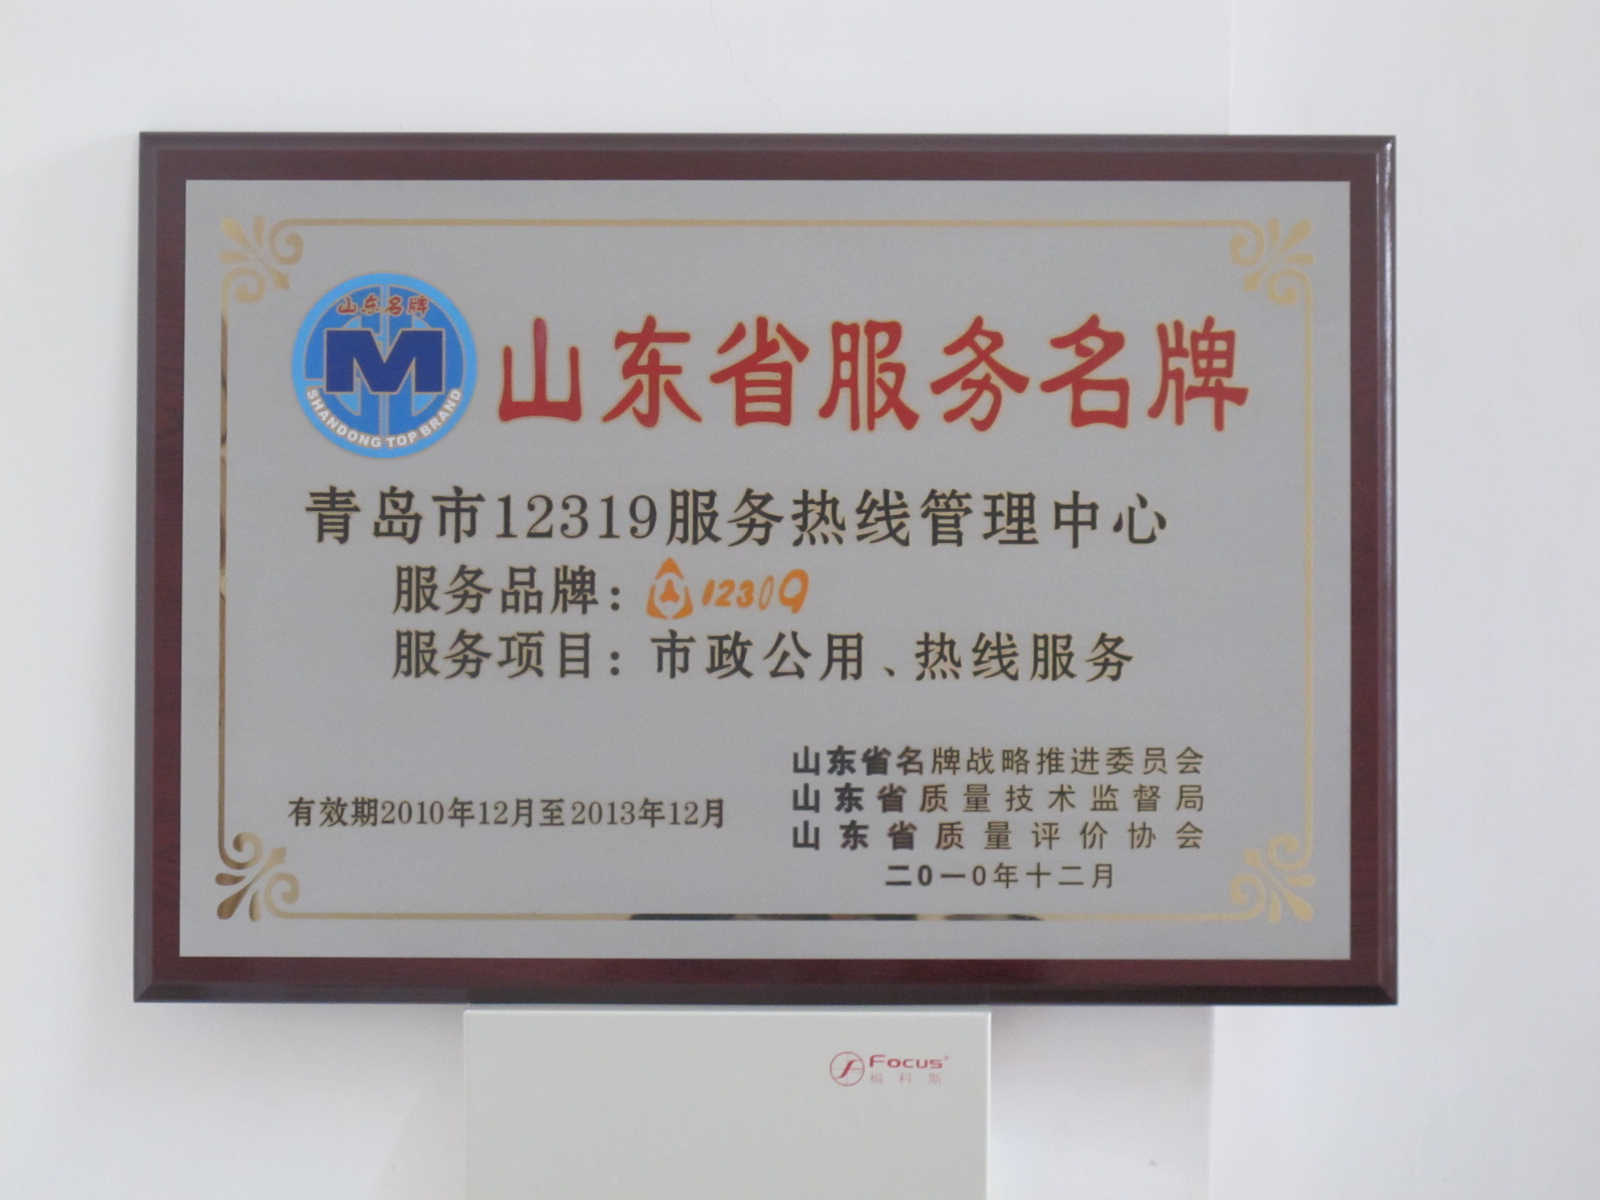 山东名牌
M
SHANDONG TOP BRAND
山东省服务名牌
青岛市12319服务热线管理中心
服务品牌：12309
服务项目：市政公用、热线服务
有效期2010年12月至2013年12月
山东省名牌战略推进委员会
山东省质量技术监督局
山东省质量评价协会
二0一0年十二月
Focus®
福科斯